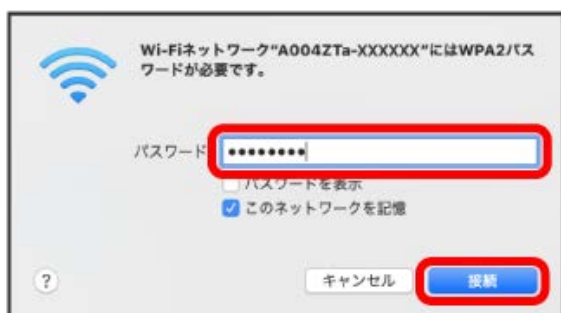 Wi-Fiネットワーク“A004ZTa-XXXXXX”にはWPA2パス
ワードが必要です。
パスワード ••••••••
パスワードを表示
このネットワークを記憶
? キャンセル 接続